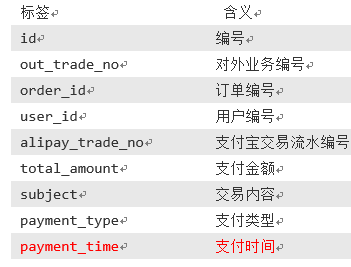 标签 含义
id 编号
out_trade_no 对外业务编号
order_id 订单编号
user_id 用户编号
alipay_trade_no 支付宝交易流水编号
total_amount 支付金额
subject 交易内容
payment_type 支付类型
payment_time 支付时间